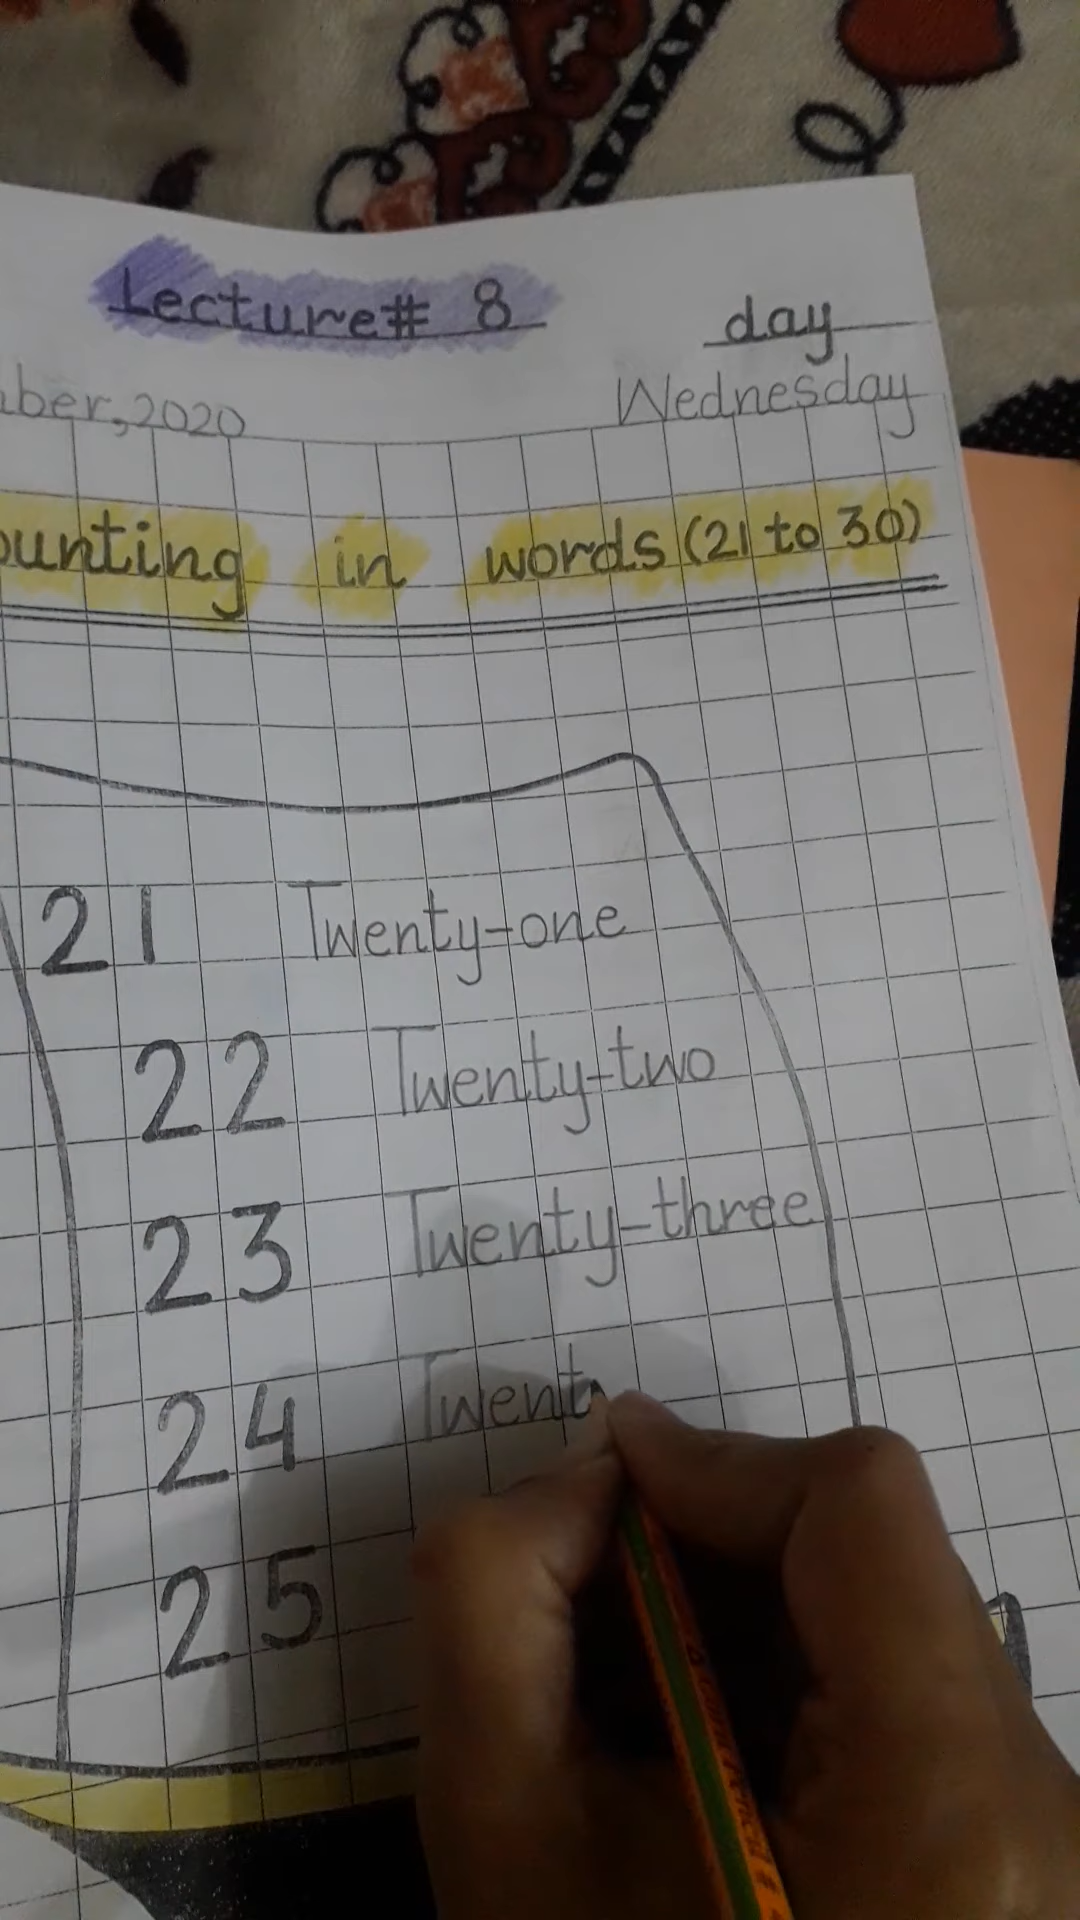 Lecture# 8
day
ber,2020 Wednesday
ounting in words (21 to 30)
21 Twenty-one
22 Twenty-two
23 Twenty-three
24 Twent
25